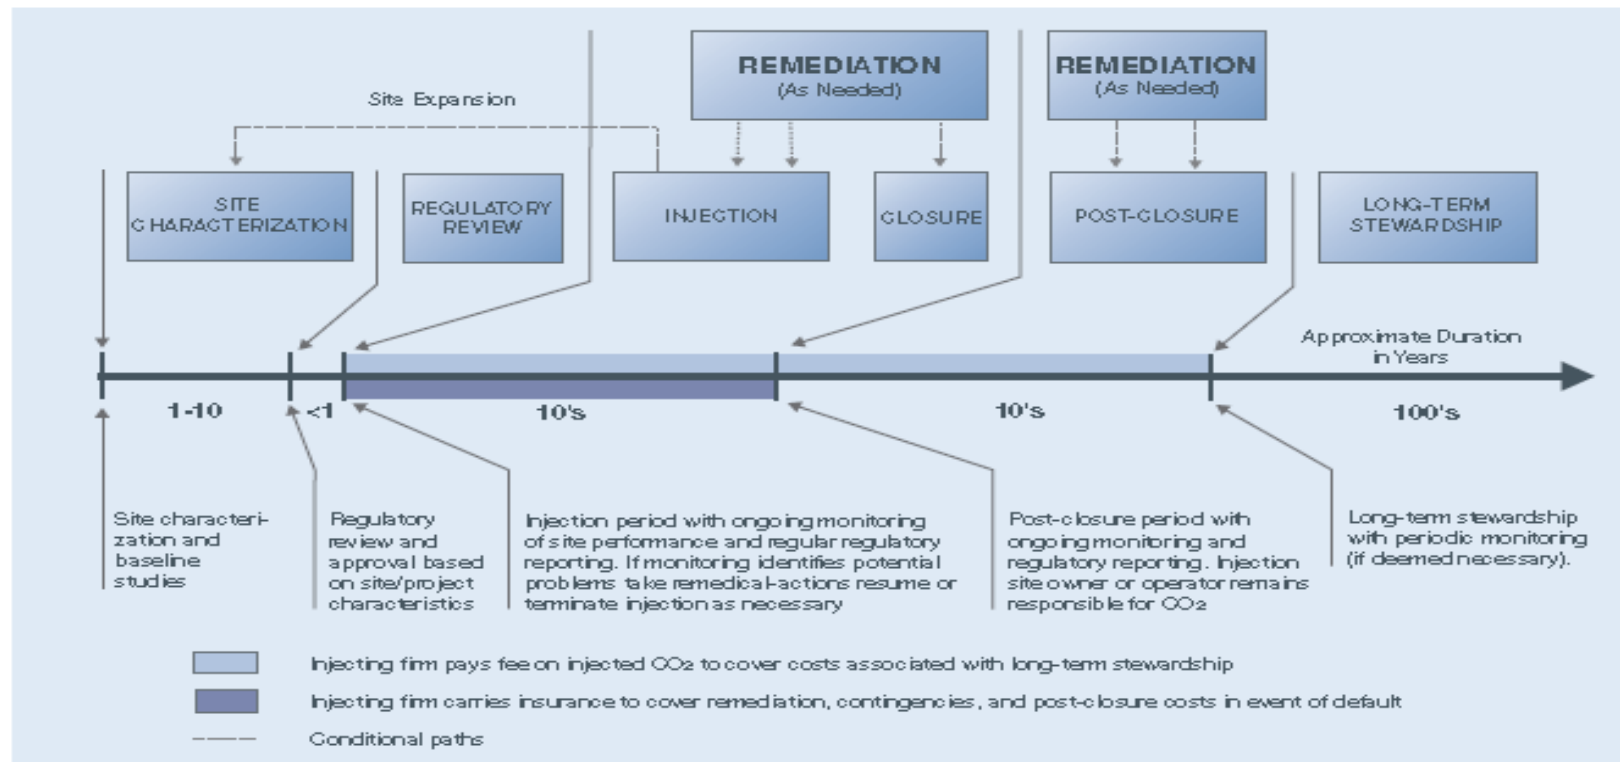 REMEDIATION
(As Needed)
REMEDIATION
(As Needed)
Site Expansion
SITE
CHARACTERIZATION
REGULATORY
REVIEW
INJECTION
CLOSURE
POST-CLOSURE
LONG-TERM
STEWARDSHIP
Approximate Duration
in Years
1-10
<1
10's
10's
100's
Site characteri-
zation and
baseline
studies
Regulatory
review and
approval based
on site/project
characteristics
Injection period with ongoing monitoring
of site performance and regular regulatory
reporting. If monitoring identifies potential
problems take remedical-actions resume or
terminate injection as necessary
Post-closure period with
ongoing monitoring and
regulatory reporting. Injection
site owner or operator remains
responsible for CO2
Long-term stewardship
with periodic monitoring
(if deemed necessary).
Injecting firm pays fee on injected CO2 to cover costs associated with long-term stewardship
Injecting firm carries insurance to cover remediation, contingencies, and post-closure costs in event of default
Conditional paths